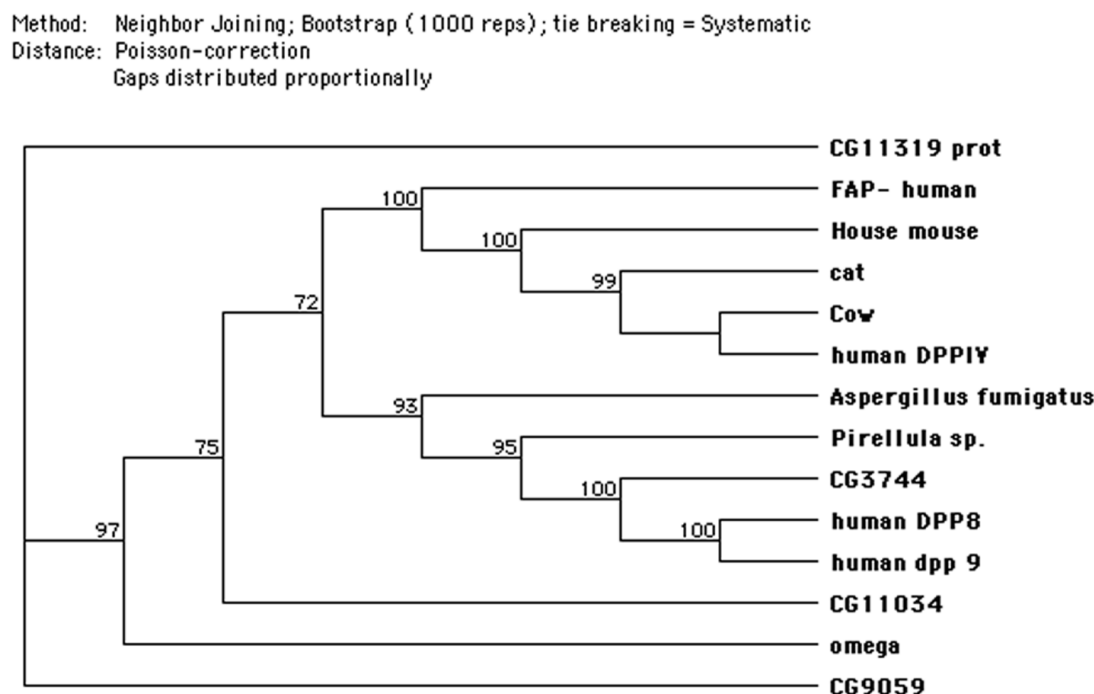 Method: Neighbor Joining; Bootstrap (1000 reps); tie breaking = Systematic
Distance: Poisson-correction
Gaps distributed proportionally
CG11319 prot
100
FAP- human
100
House mouse
99
cat
72
Cow
human DPPIV
93
Aspergillus fumigatus
95
Pirellula sp.
75
100
CG3744
97
100
human DPP8
human dpp 9
CG11034
omega
CG9059